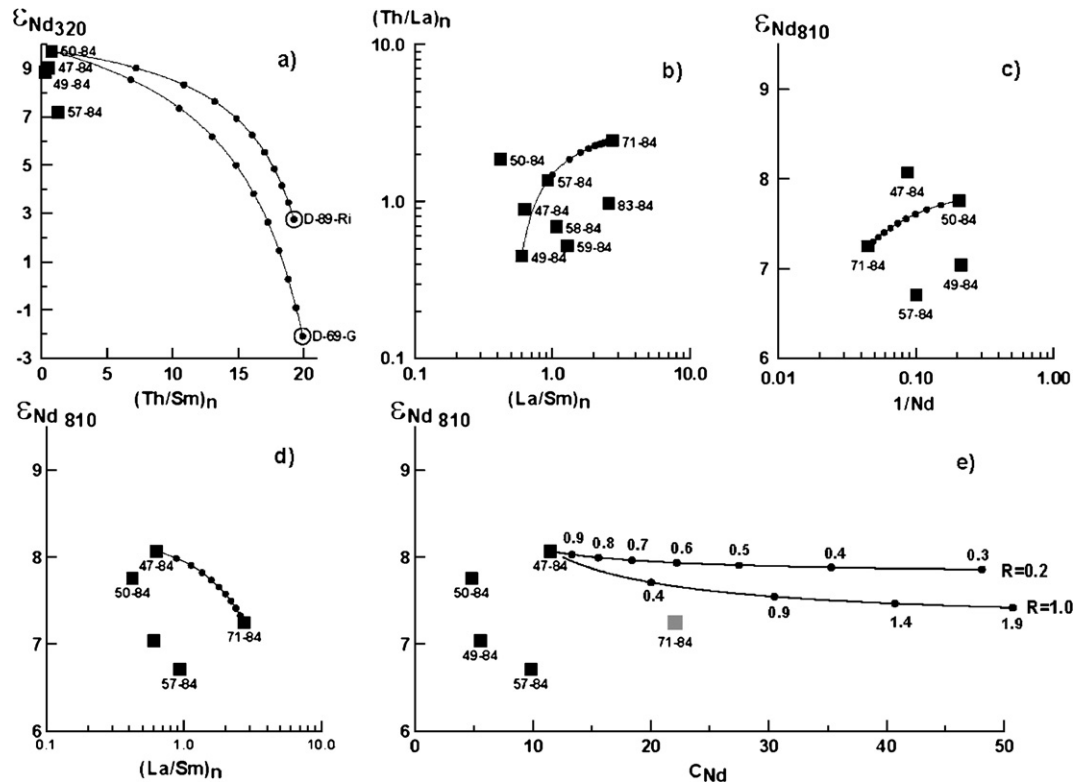 εNd320
a)
9
7
5
3
1
-1
-3
50-84
47-84
49-84
57-84
D-89-Ri
D-69-G
0 5 10 15 20
(Th/Sm)n
(Th/La)n
b)
10.0
1.0
0.1
50-84
71-84
57-84
47-84
83-84
58-84
49-84
59-84
0.1 1.0 10.0
(La/Sm)n
εNd810
c)
9
8
7
6
47-84
50-84
71-84
49-84
57-84
0.01 0.10 1.00
1/Nd
εNd 810
d)
9
8
7
6
47-84
50-84
71-84
57-84
0.1 1.0 10.0
(La/Sm)n
εNd 810
e)
9
8
7
6
0.9 0.8 0.7 0.6 0.5 0.4 0.3
R=0.2
47-84
0.4 0.9 1.4 1.9
R=1.0
50-84
71-84
49-84
57-84
0 10 20 30 40 50
CNd